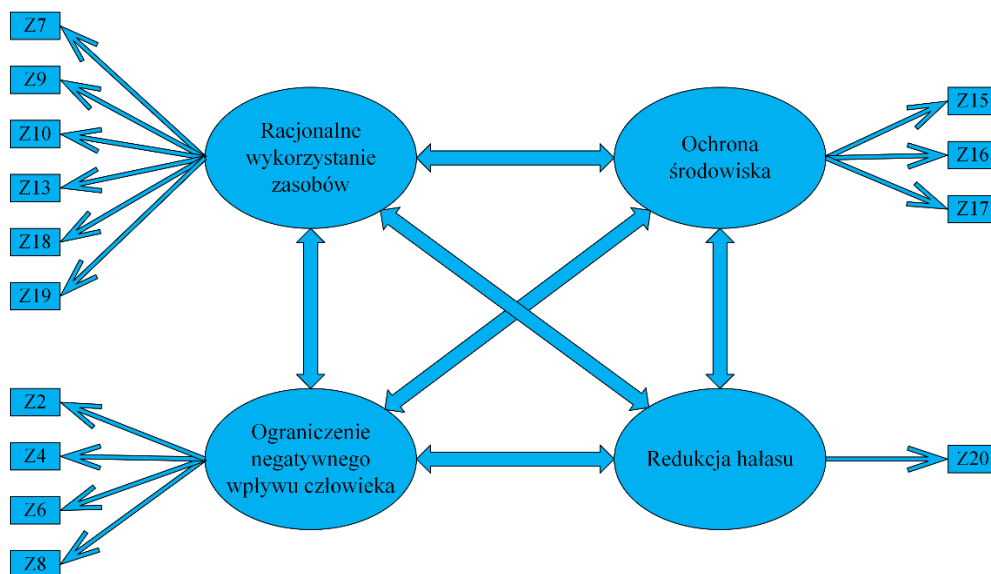 Z7
Z9
Z10
Z13
Z18
Z19
Racjonalne
wykorzystanie
zasobów
Ochrona
środowiska
Z15
Z16
Z17
Z2
Z4
Z6
Z8
Ograniczenie
negatywnego
wpływu człowieka
Redukcja hałasu
Z20